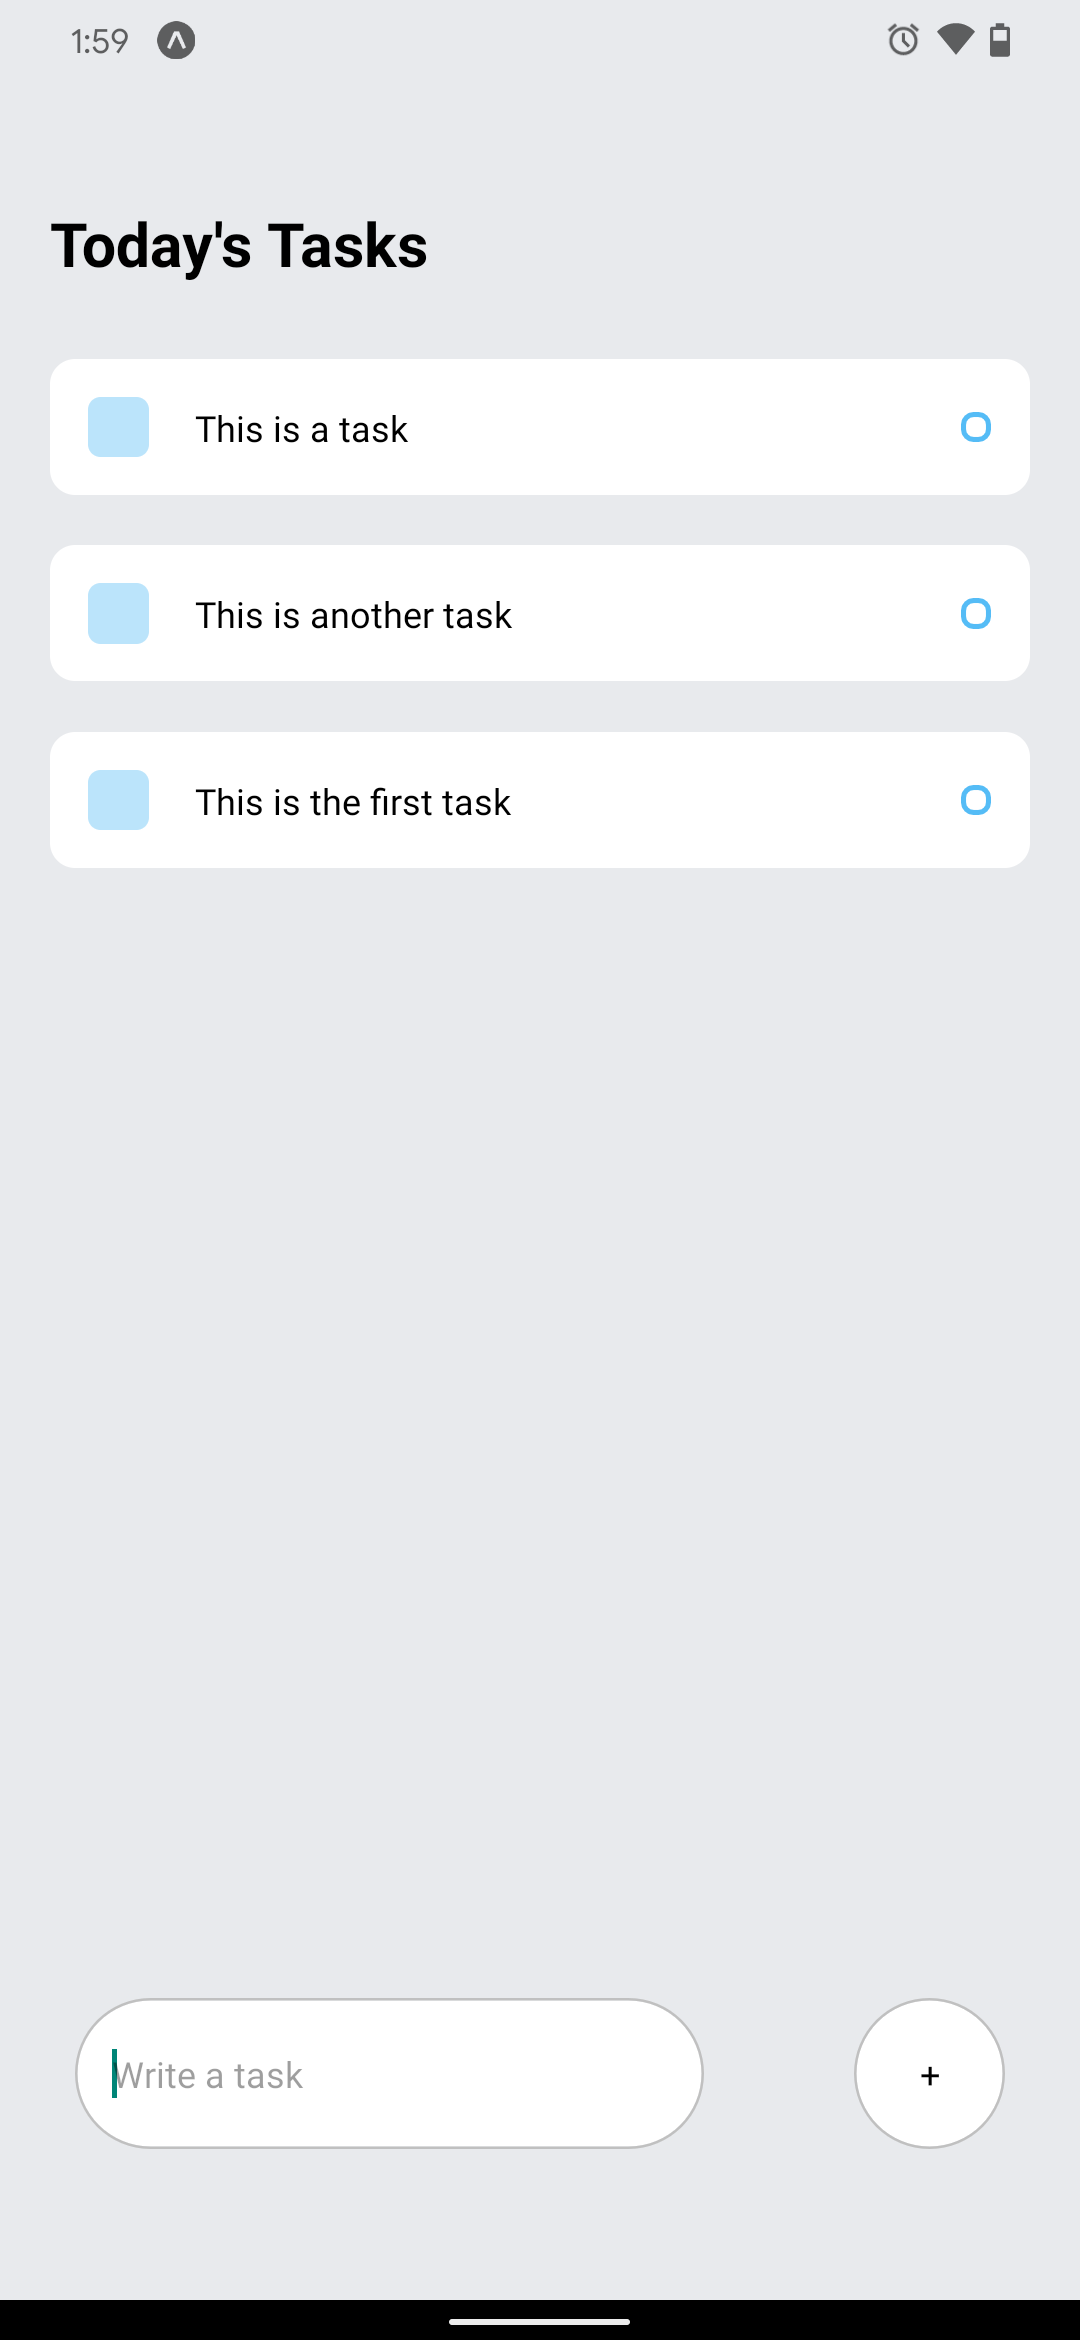 1:59
Today's Tasks
This is a task
This is another task
This is the first task
Write a task
+